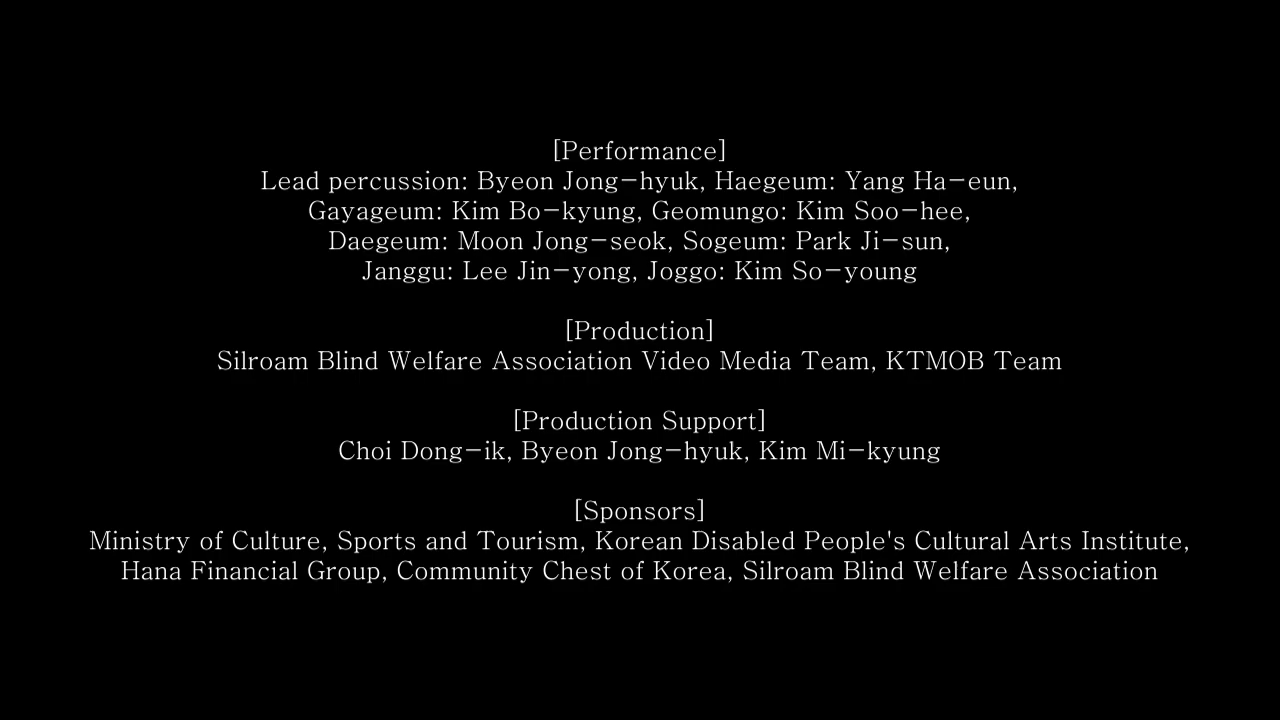 [Performance]
Lead percussion: Byeon Jong-hyuk, Haegeum: Yang Ha-eun,
Gayageum: Kim Bo-kyung, Geomungo: Kim Soo-hee,
Daegeum: Moon Jong-seok, Sogeum: Park Ji-sun,
Janggu: Lee Jin-yong, Joggo: Kim So-young
[Production]
Silroam Blind Welfare Association Video Media Team, KTMOB Team
[Production Support]
Choi Dong-ik, Byeon Jong-hyuk, Kim Mi-kyung
[Sponsors]
Ministry of Culture, Sports and Tourism, Korean Disabled People's Cultural Arts Institute,
Hana Financial Group, Community Chest of Korea, Silroam Blind Welfare Association